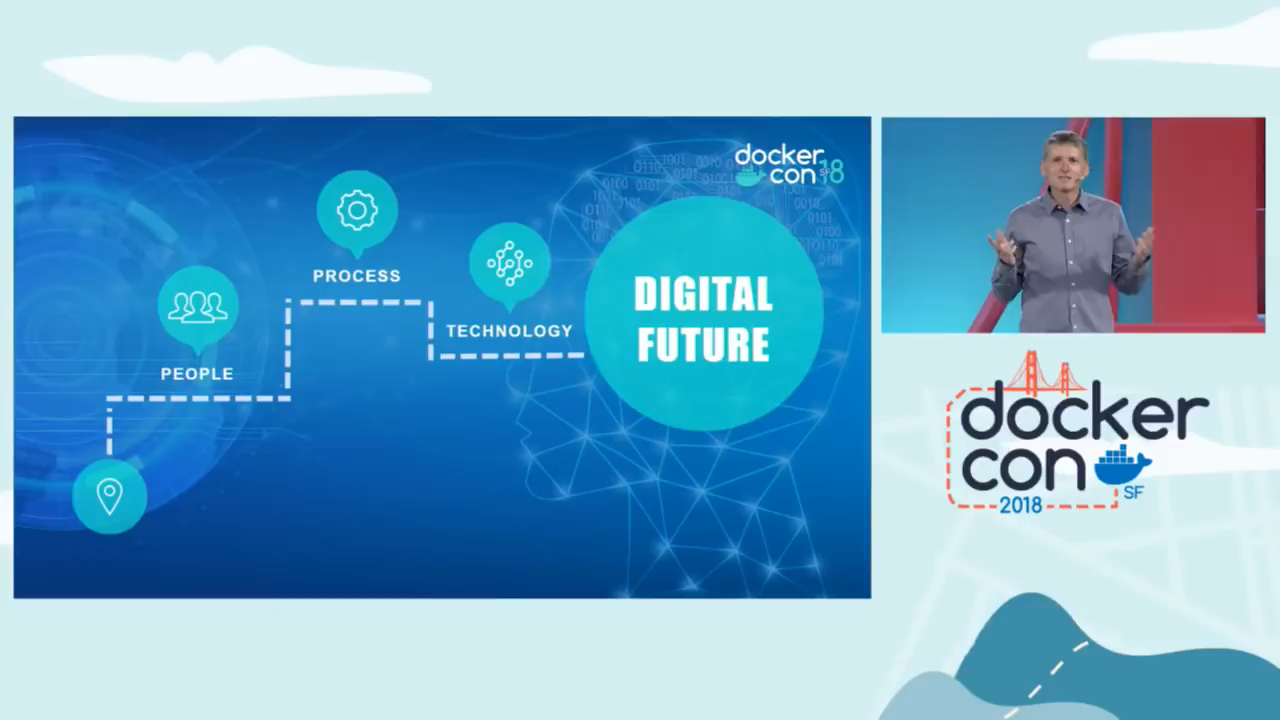 docker
con SF 18
PROCESS
DIGITAL
FUTURE
TECHNOLOGY
PEOPLE
docker
con
SF
2018